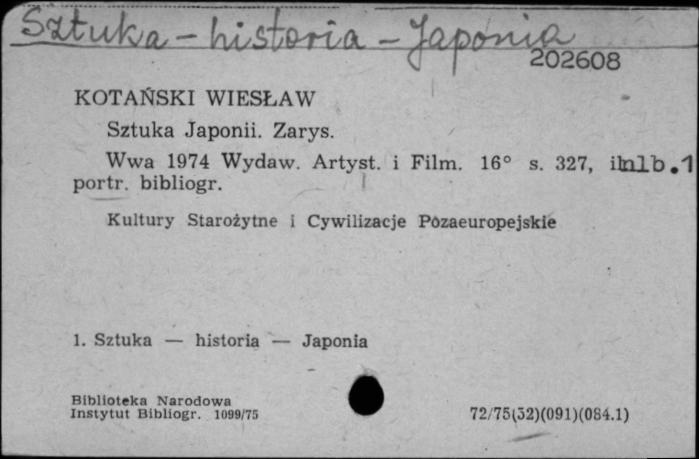 Sztuka – historia – Japonia
202608
KOTAŃSKI WIESŁAW
Sztuka Japonii. Zarys.
Wwa 1974 Wydaw. Artyst. i Film. 16° s. 327, nlb.1
portr. bibliogr.
Kultury Starożytne i Cywilizacje Pozaeuropejskie
1. Sztuka — historia — Japonia
Biblioteka Narodowa
Instytut Bibliogr. 1099/75
72/75(52)(091)(084.1)